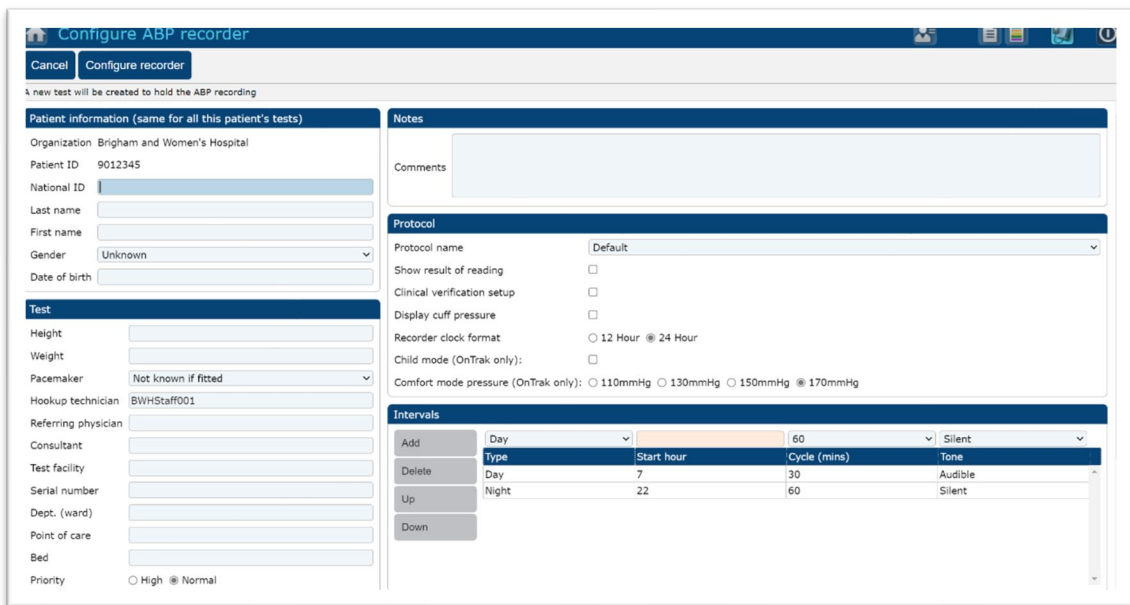 Configure ABP recorder
Cancel Configure recorder
A new test will be created to hold the ABP recording
Patient information (same for all this patient's tests)
Organization Brigham and Women's Hospital
Patient ID 9012345
National ID
Last name
First name
Gender Unknown
Date of birth
Test
Height
Weight
Pacemaker Not known if fitted
Hookup technician BWHStaff001
Referring physician
Consultant
Test facility
Serial number
Dept. (ward)
Point of care
Bed
Priority High Normal
Notes
Comments
Protocol
Protocol name Default
Show result of reading
Clinical verification setup
Display cuff pressure
Recorder clock format 12 Hour 24 Hour
Child mode (OnTrak only):
Comfort mode pressure (OnTrak only): 110mmHg 130mmHg 150mmHg 170mmHg
Intervals
Add Day 60 Silent
Type Start hour Cycle (mins) Tone
Delete Day 7 30 Audible
Up Night 22 60 Silent
Down